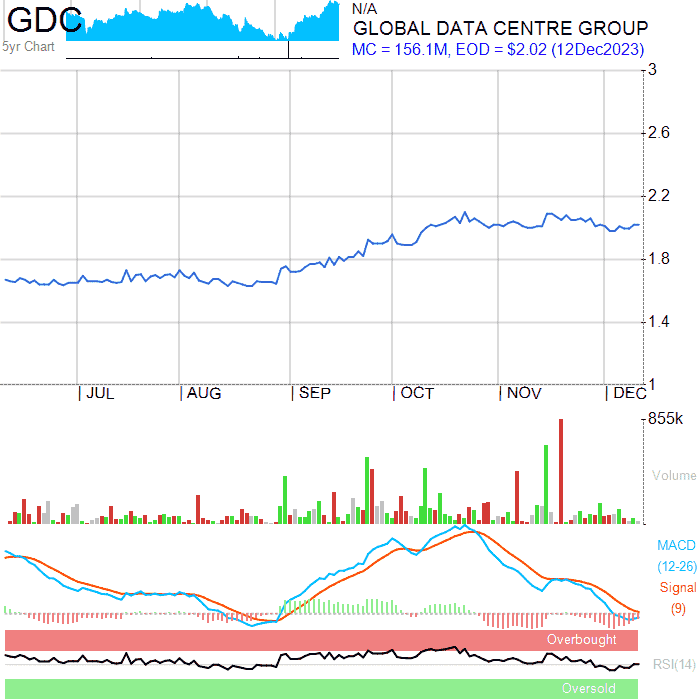 GDC
5yr Chart
N/A
GLOBAL DATA CENTRE GROUP
MC = 156.1M, EOD = $2.02 (12Dec2023)
3
2.6
2.2
1.8
1.4
1
JUL
AUG
SEP
OCT
NOV
DEC
855k
Volume
MACD
(12-26)
Signal
(9)
Overbought
RSI(14)
Oversold